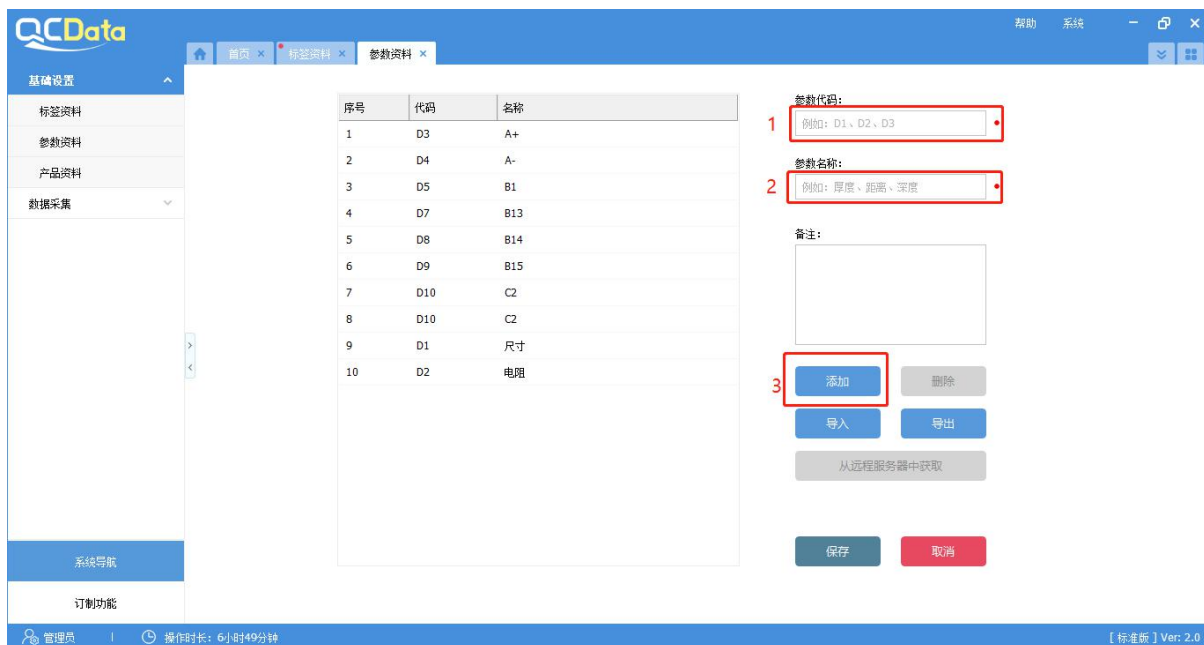 QCData
帮助 系统
首页 × 标签资料 × 参数资料 ×
基础设置
标签资料
参数资料
产品资料
数据采集
系统导航
订制功能
序号 代码 名称
1 D3 A+
2 D4 A-
3 D5 B1
4 D7 B13
5 D8 B14
6 D9 B15
7 D10 C2
8 D10 C2
9 D1 尺寸
10 D2 电阻
参数代码:
1 例如: D1、D2、D3
参数名称:
2 例如: 厚度、距离、深度
备注:
3 添加 删除
导入 导出
从远程服务器中获取
保存 取消
管理员 | 操作时长: 6小时49分钟
[ 标准版 ] Ver: 2.0